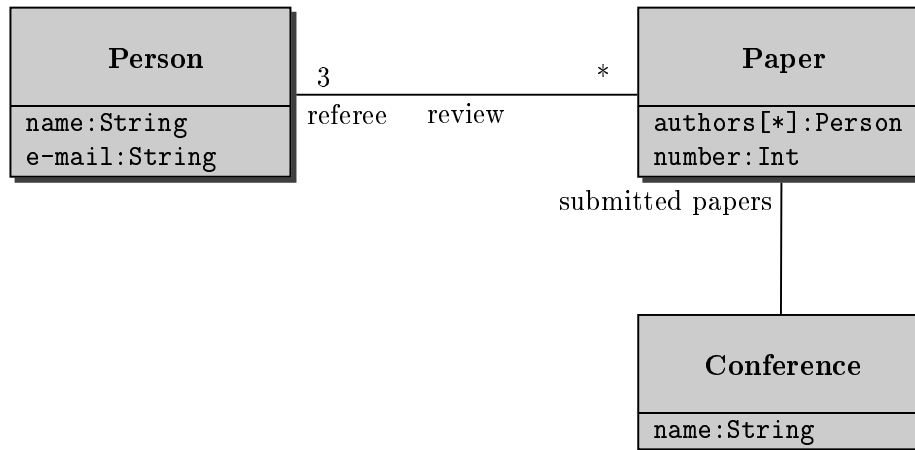 Person
name:String
e-mail:String
3
*
referee
review
Paper
authors[*]:Person
number:Int
submitted papers
Conference
name:String